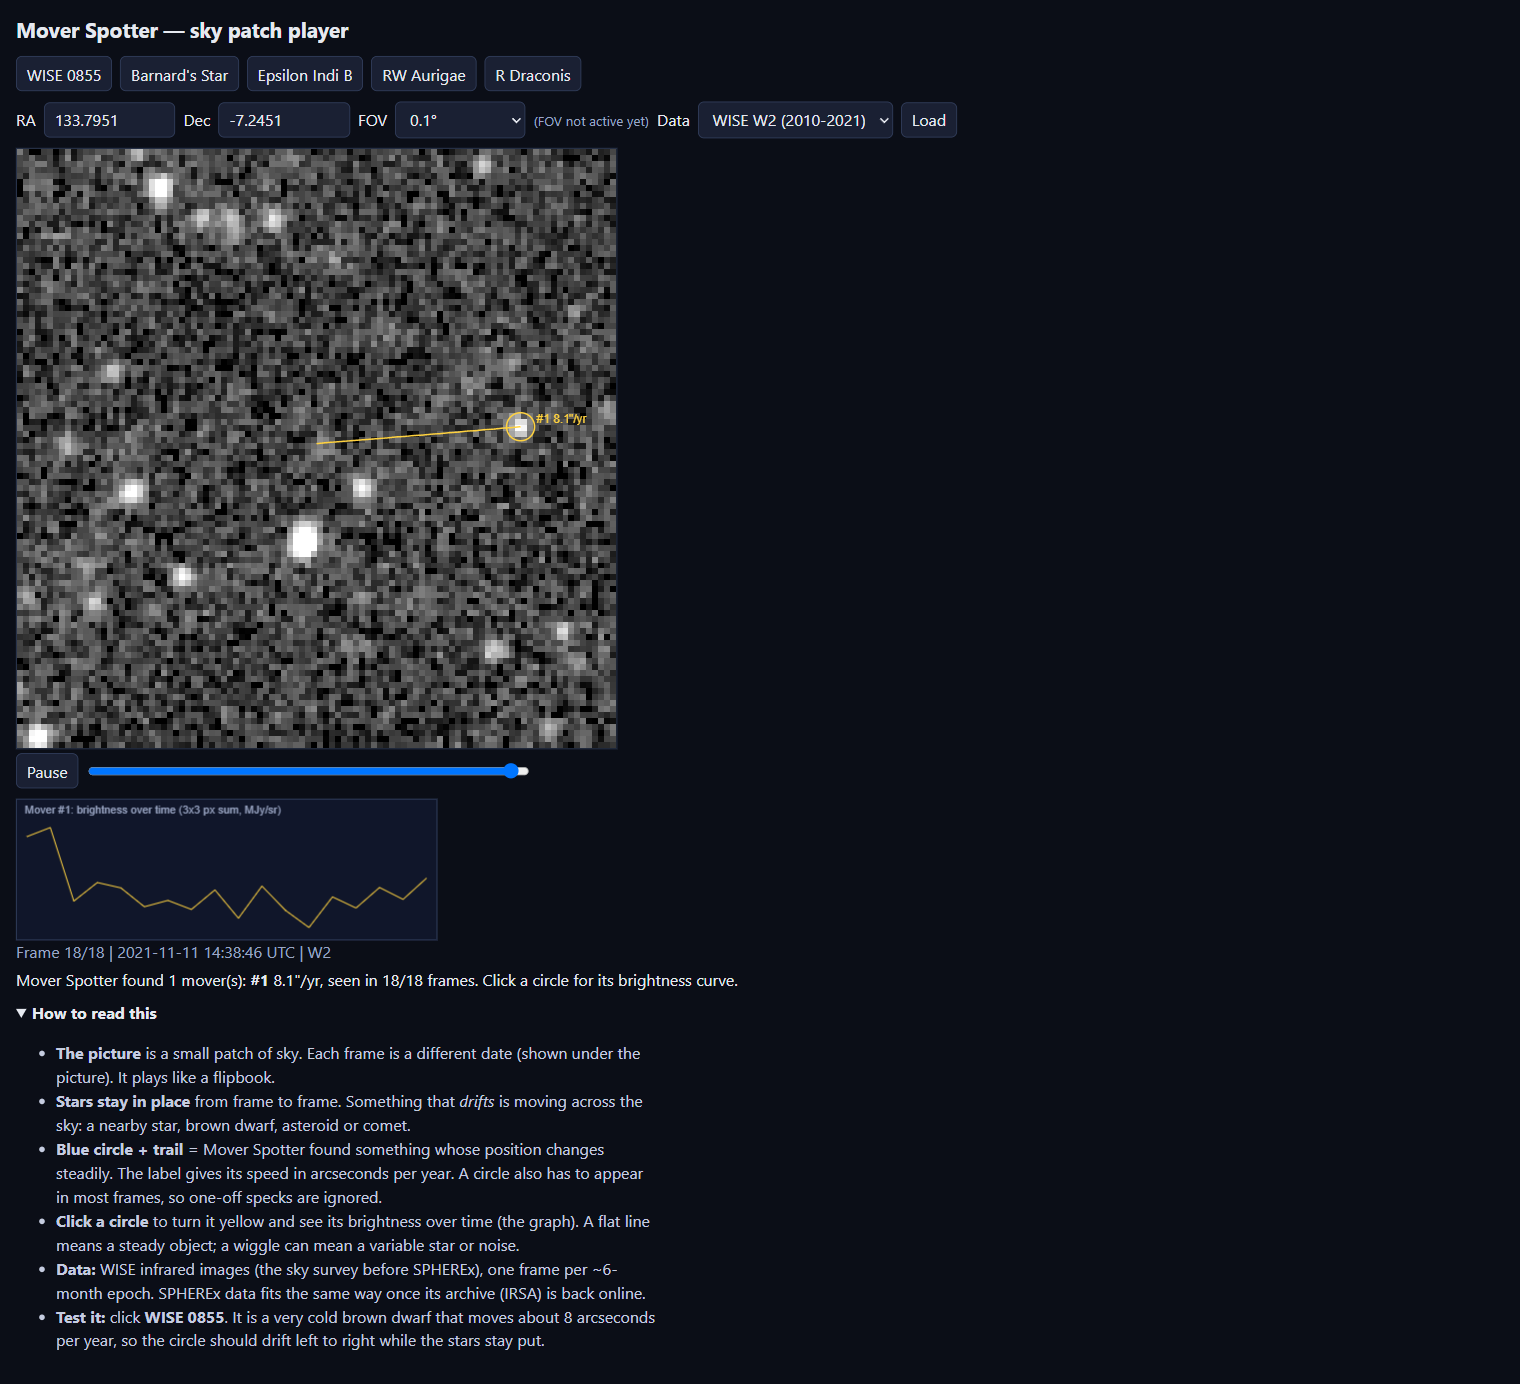 Mover Spotter — sky patch player
WISE 0855 Barnard's Star Epsilon Indi B RW Aurigae R Draconis
RA 133.7951 Dec -7.2451 FOV 0.1° (FOV not active yet) Data WISE W2 (2010-2021) Load
#1 8.1"/yr
Pause
Mover #1: brightness over time (3x3 px sum, MJy/sr)
Frame 18/18 | 2021-11-11 14:38:46 UTC | W2
Mover Spotter found 1 mover(s): #1 8.1"/yr, seen in 18/18 frames. Click a circle for its brightness curve.
▼ How to read this
• The picture is a small patch of sky. Each frame is a different date (shown under the
picture). It plays like a flipbook.
• Stars stay in place from frame to frame. Something that drifts is moving across the
sky: a nearby star, brown dwarf, asteroid or comet.
• Blue circle + trail = Mover Spotter found something whose position changes
steadily. The label gives its speed in arcseconds per year. A circle also has to appear
in most frames, so one-off specks are ignored.
• Click a circle to turn it yellow and see its brightness over time (the graph). A flat line
means a steady object; a wiggle can mean a variable star or noise.
• Data: WISE infrared images (the sky survey before SPHEREx), one frame per ~6-
month epoch. SPHEREx data fits the same way once its archive (IRSA) is back online.
• Test it: click WISE 0855. It is a very cold brown dwarf that moves about 8 arcseconds
per year, so the circle should drift left to right while the stars stay put.